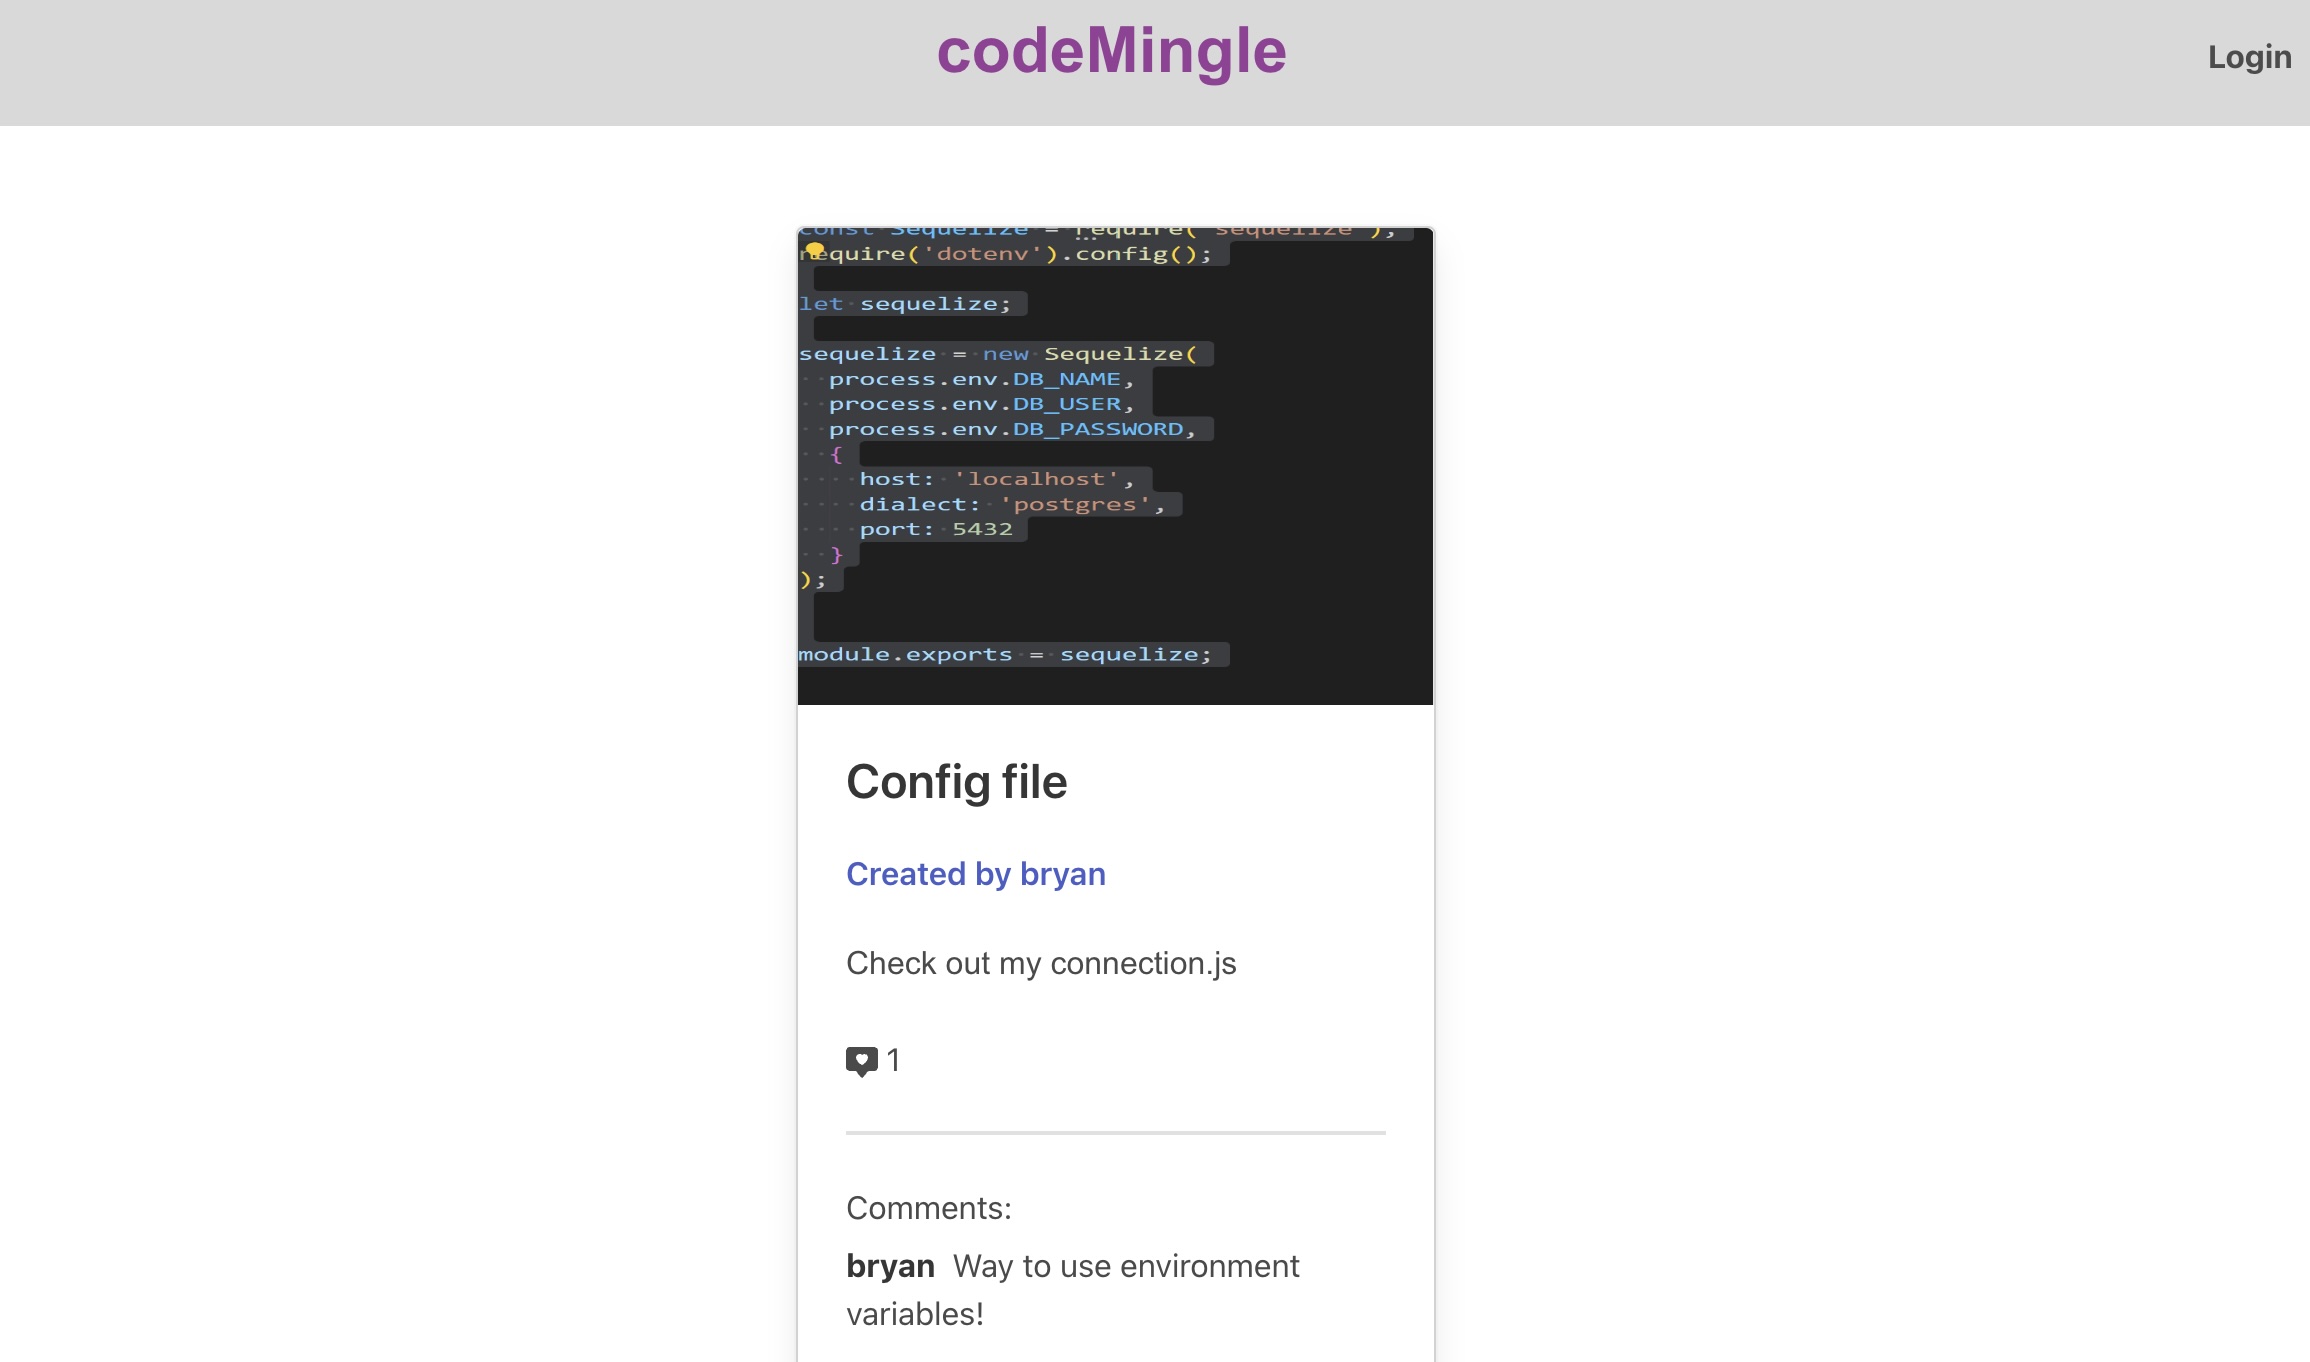 codeMingle
Login
const Sequelize = require('sequelize');
require('dotenv').config();
let sequelize;
sequelize = new Sequelize(
process.env.DB_NAME,
process.env.DB_USER,
process.env.DB_PASSWORD,
{
host: 'localhost',
dialect: 'postgres',
port: 5432
}
);
module.exports = sequelize;
Config file
Created by bryan
Check out my connection.js
1
Comments:
bryan Way to use environment
variables!